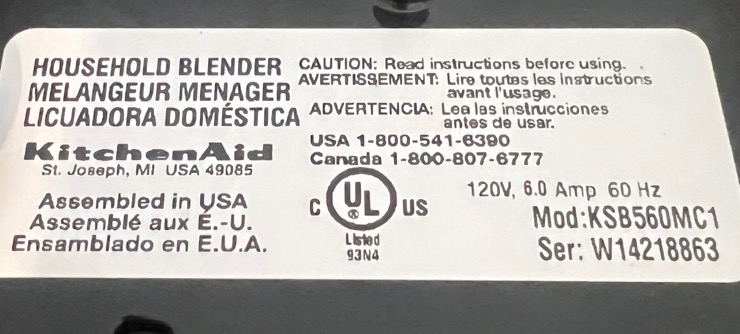 HOUSEHOLD BLENDER
MELANGEUR MENAGER
LICUADORA DOMÉSTICA
CAUTION: Read instructions before using.
AVERTISSEMENT: Lire toutes les instructions
avant l'usage.
ADVERTENCIA: Lea las instrucciones
antes de usar.
KitchenAid
St. Joseph, MI USA 49085
USA 1-800-541-6390
Canada 1-800-807-6777
Assembled in USA
Assemblé aux É.-U.
Ensamblado en E.U.A.
C UL ® US
Listed
93N4
120V, 6.0 Amp 60 Hz
Mod:KSB560MC1
Ser: W14218863